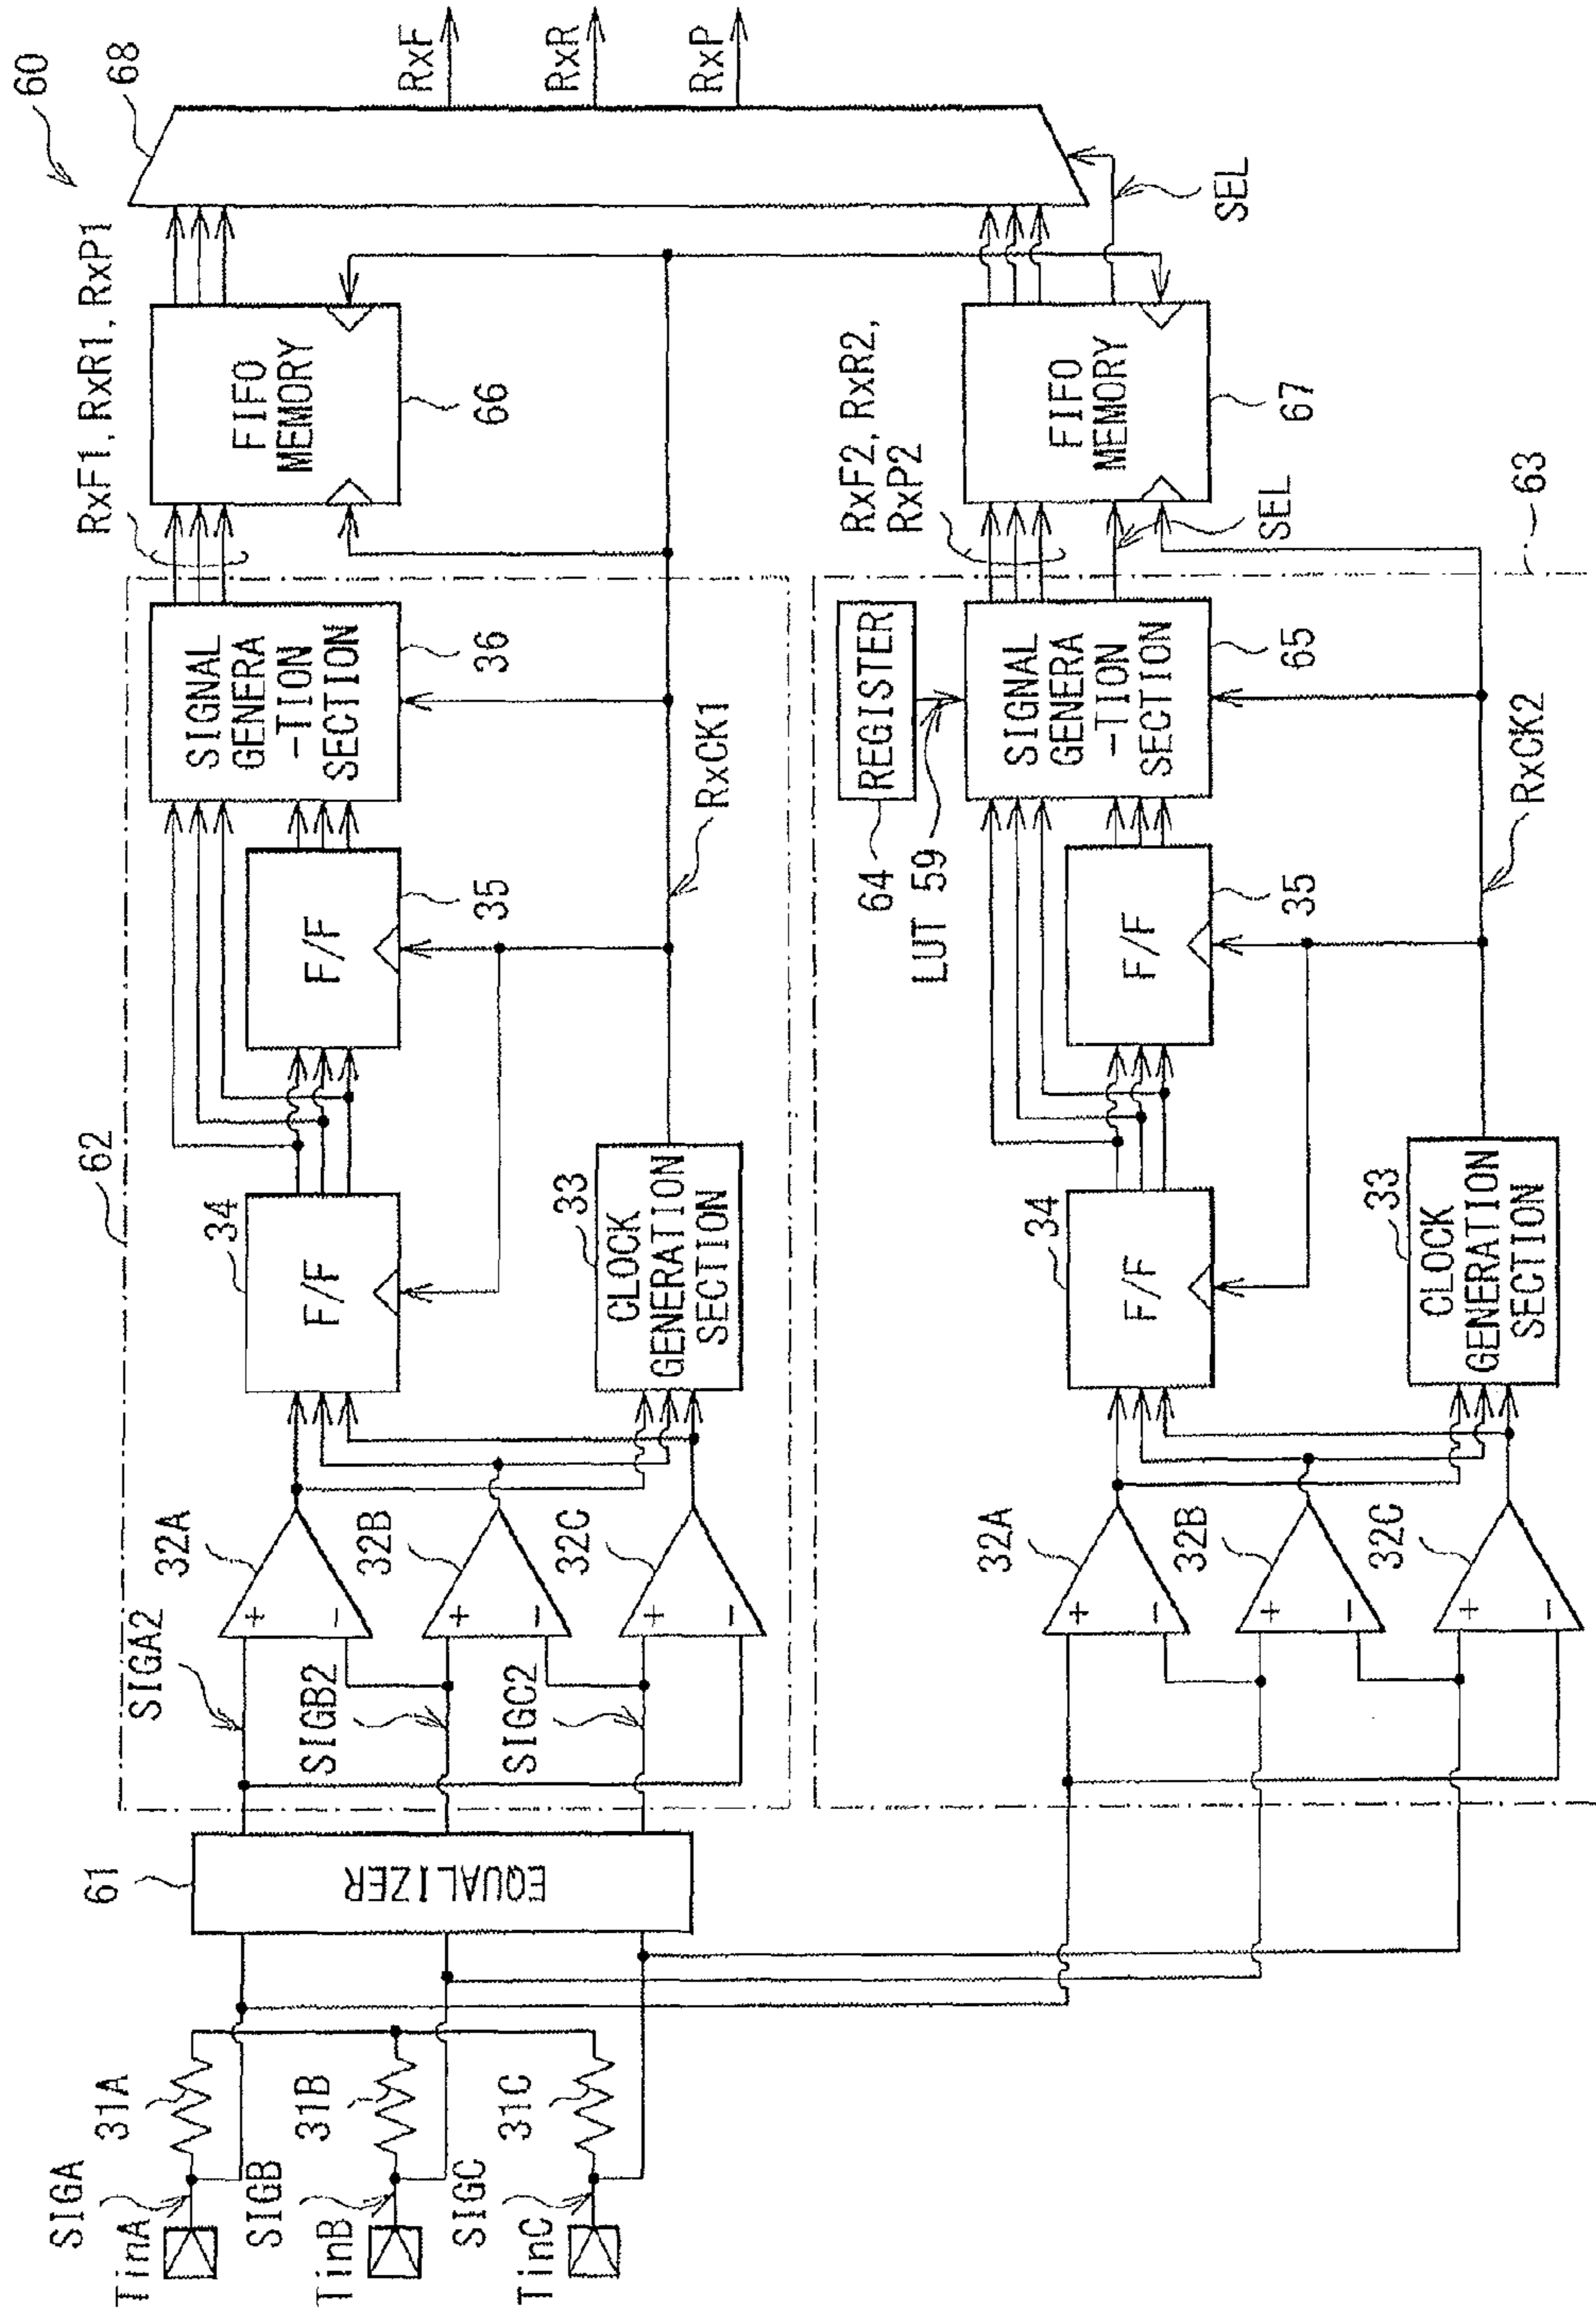 60
68
RxF
RxR
RxP
SEL
RxF1, RxR1, RxP1
FIFO
MEMORY
66
RxF2, RxR2,
RxP2
FIFO
MEMORY
67
SEL
63
62
SIGNAL
GENERA
-TION
SECTION
36
RxCK1
F/F
35
F/F
34
CLOCK
GENERATION
SECTION
33
32A
+
-
32B
+
-
32C
+
-
SIGA2
SIGB2
SIGC2
REGISTER
64
LUT 59
SIGNAL
GENERA
-TION
SECTION
65
RxCK2
F/F
35
F/F
34
CLOCK
GENERATION
SECTION
33
32A
+
-
32B
+
-
32C
+
-
61
EQUALIZER
31A
31B
31C
SIGA
TinA
SIGB
TinB
SIGC
TinC